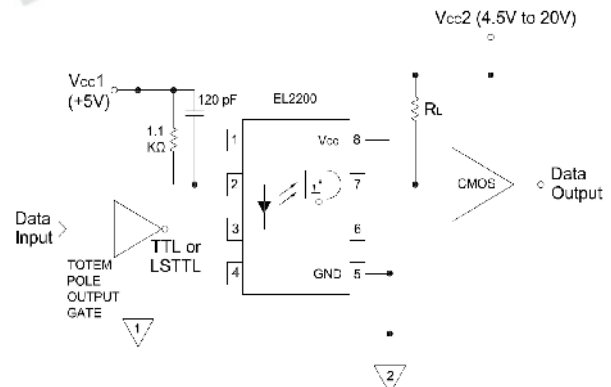 Vcc2 (4.5V to 20V)
Vcc1
(+5V)
120 pF
EL2200
1.1
KΩ
RL
1
Vcc 8
2
7
CMOS
Data
Output
Data
Input
TTL or
LSTTL
3
6
4
GND 5
TOTEM
POLE
OUTPUT
GATE
1
2